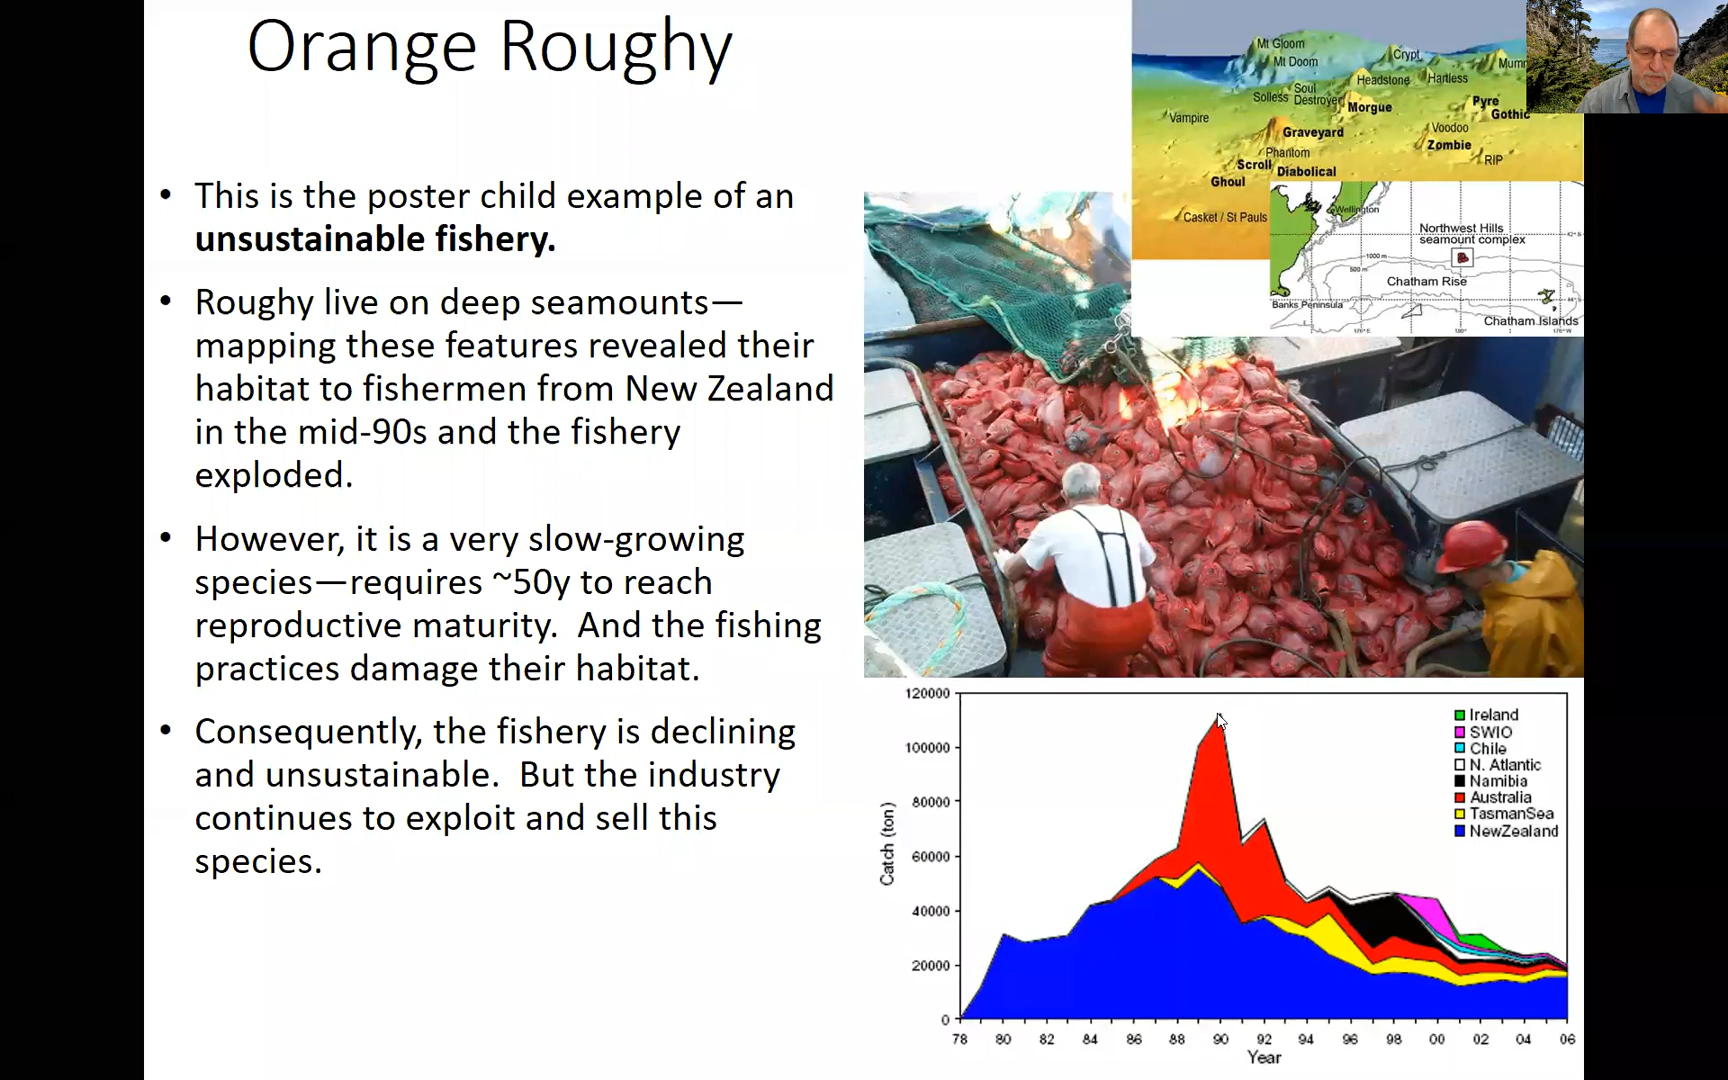 Orange Roughy
• This is the poster child example of an
unsustainable fishery.
• Roughy live on deep seamounts—
mapping these features revealed their
habitat to fishermen from New Zealand
in the mid-90s and the fishery
exploded.
• However, it is a very slow-growing
species—requires ~50y to reach
reproductive maturity. And the fishing
practices damage their habitat.
• Consequently, the fishery is declining
and unsustainable. But the industry
continues to exploit and sell this
species.
Mt Gloom
Mt Doom
Crypt
Headstone
Hartless
Soul
Destroyer
Solless
Morgue
Pyre
Gothic
Vampire
Graveyard
Voodoo
Zombie
Phantom
RIP
Scroll
Diabolical
Ghoul
Casket / St Pauls
Wellington
Northwest Hills
seamount complex
1000 m
500 m
Chatham Rise
Banks Peninsula
Chatham Islands
120000
100000
80000
60000
40000
20000
0
Catch (ton)
Ireland
SWIO
Chile
N. Atlantic
Namibia
Australia
TasmanSea
NewZealand
78 80 82 84 86 88 90 92 94 96 98 00 02 04 06
Year